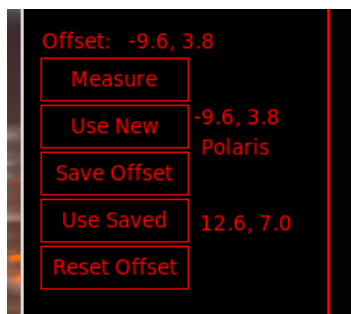 Offset: -9.6, 3.8
Measure
Use New
-9.6, 3.8
Polaris
Save Offset
Use Saved
12.6, 7.0
Reset Offset